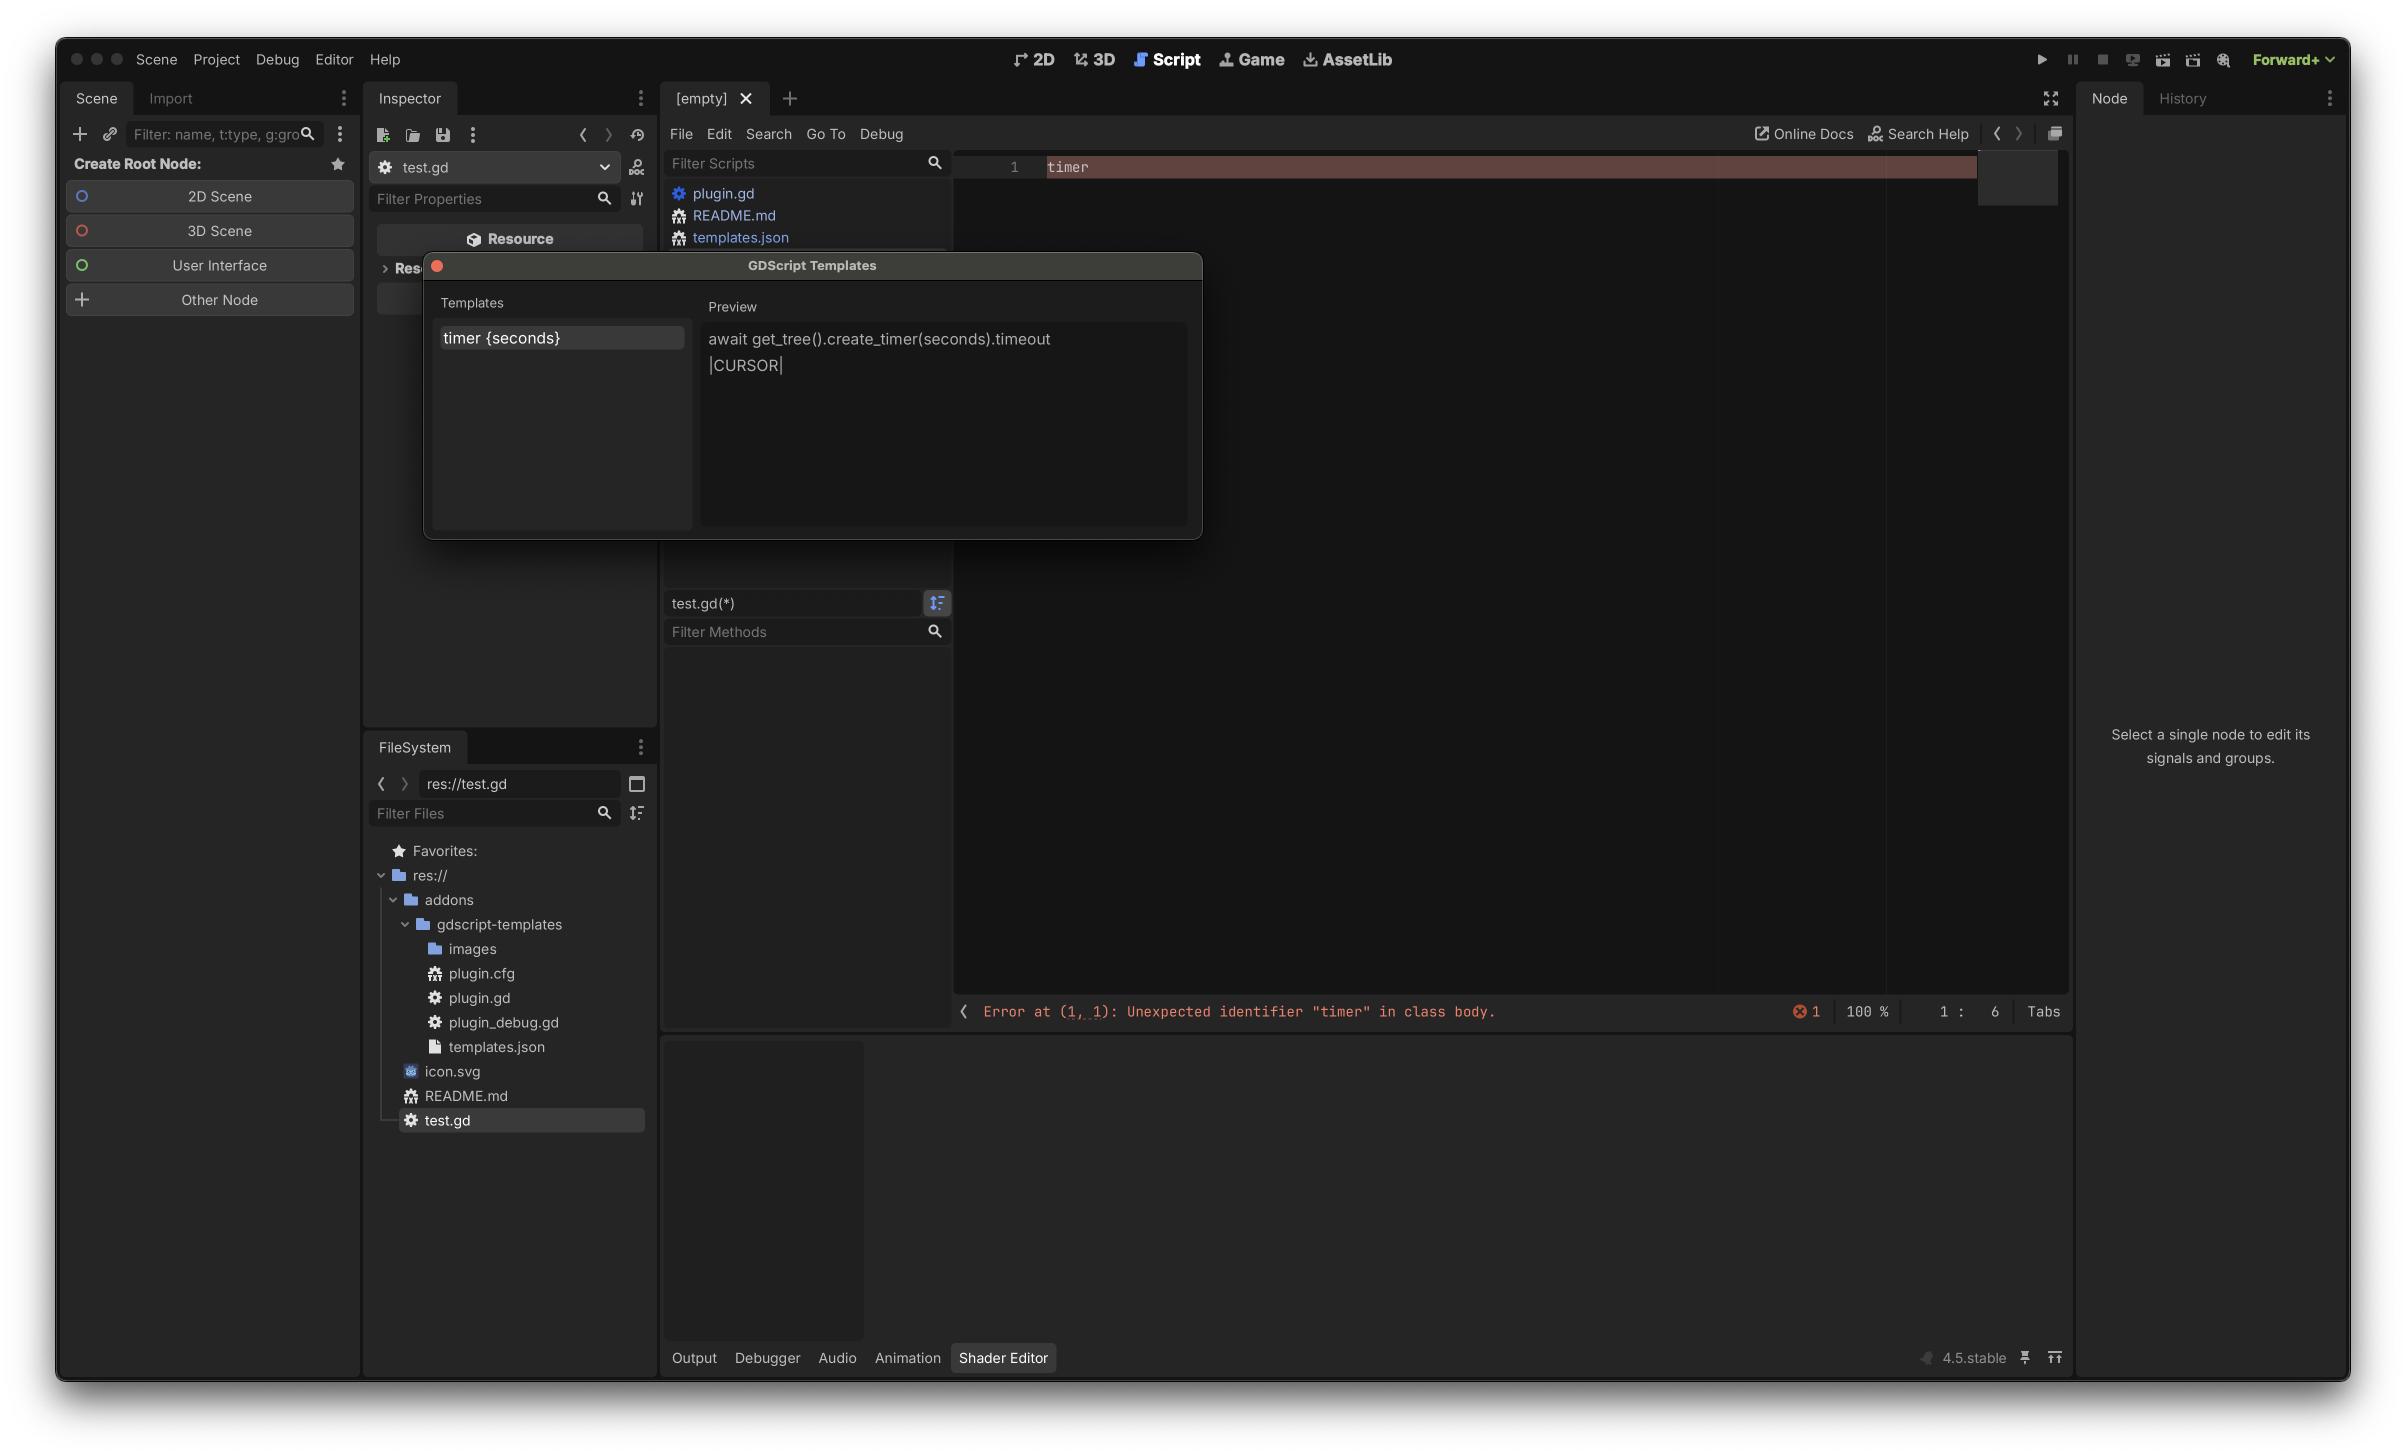 Scene Project Debug Editor Help
2D 3D Script Game AssetLib
Forward+
Scene Import
Filter: name, t:type, g:gro
Create Root Node:
2D Scene
3D Scene
User Interface
Other Node
Inspector
test.gd
Filter Properties
Resource
Res
FileSystem
res://test.gd
Filter Files
Favorites:
res://
addons
gdscript-templates
images
plugin.cfg
plugin.gd
plugin_debug.gd
templates.json
icon.svg
README.md
test.gd
[empty]
File Edit Search Go To Debug
Online Docs Search Help
Filter Scripts
plugin.gd
README.md
templates.json
1 timer
GDScript Templates
Templates
timer {seconds}
Preview
await get_tree().create_timer(seconds).timeout
|CURSOR|
test.gd(*)
Filter Methods
Error at (1, 1): Unexpected identifier "timer" in class body.
1 100 % 1 : 6 Tabs
Output Debugger Audio Animation Shader Editor
4.5.stable
Node History
Select a single node to edit its
signals and groups.